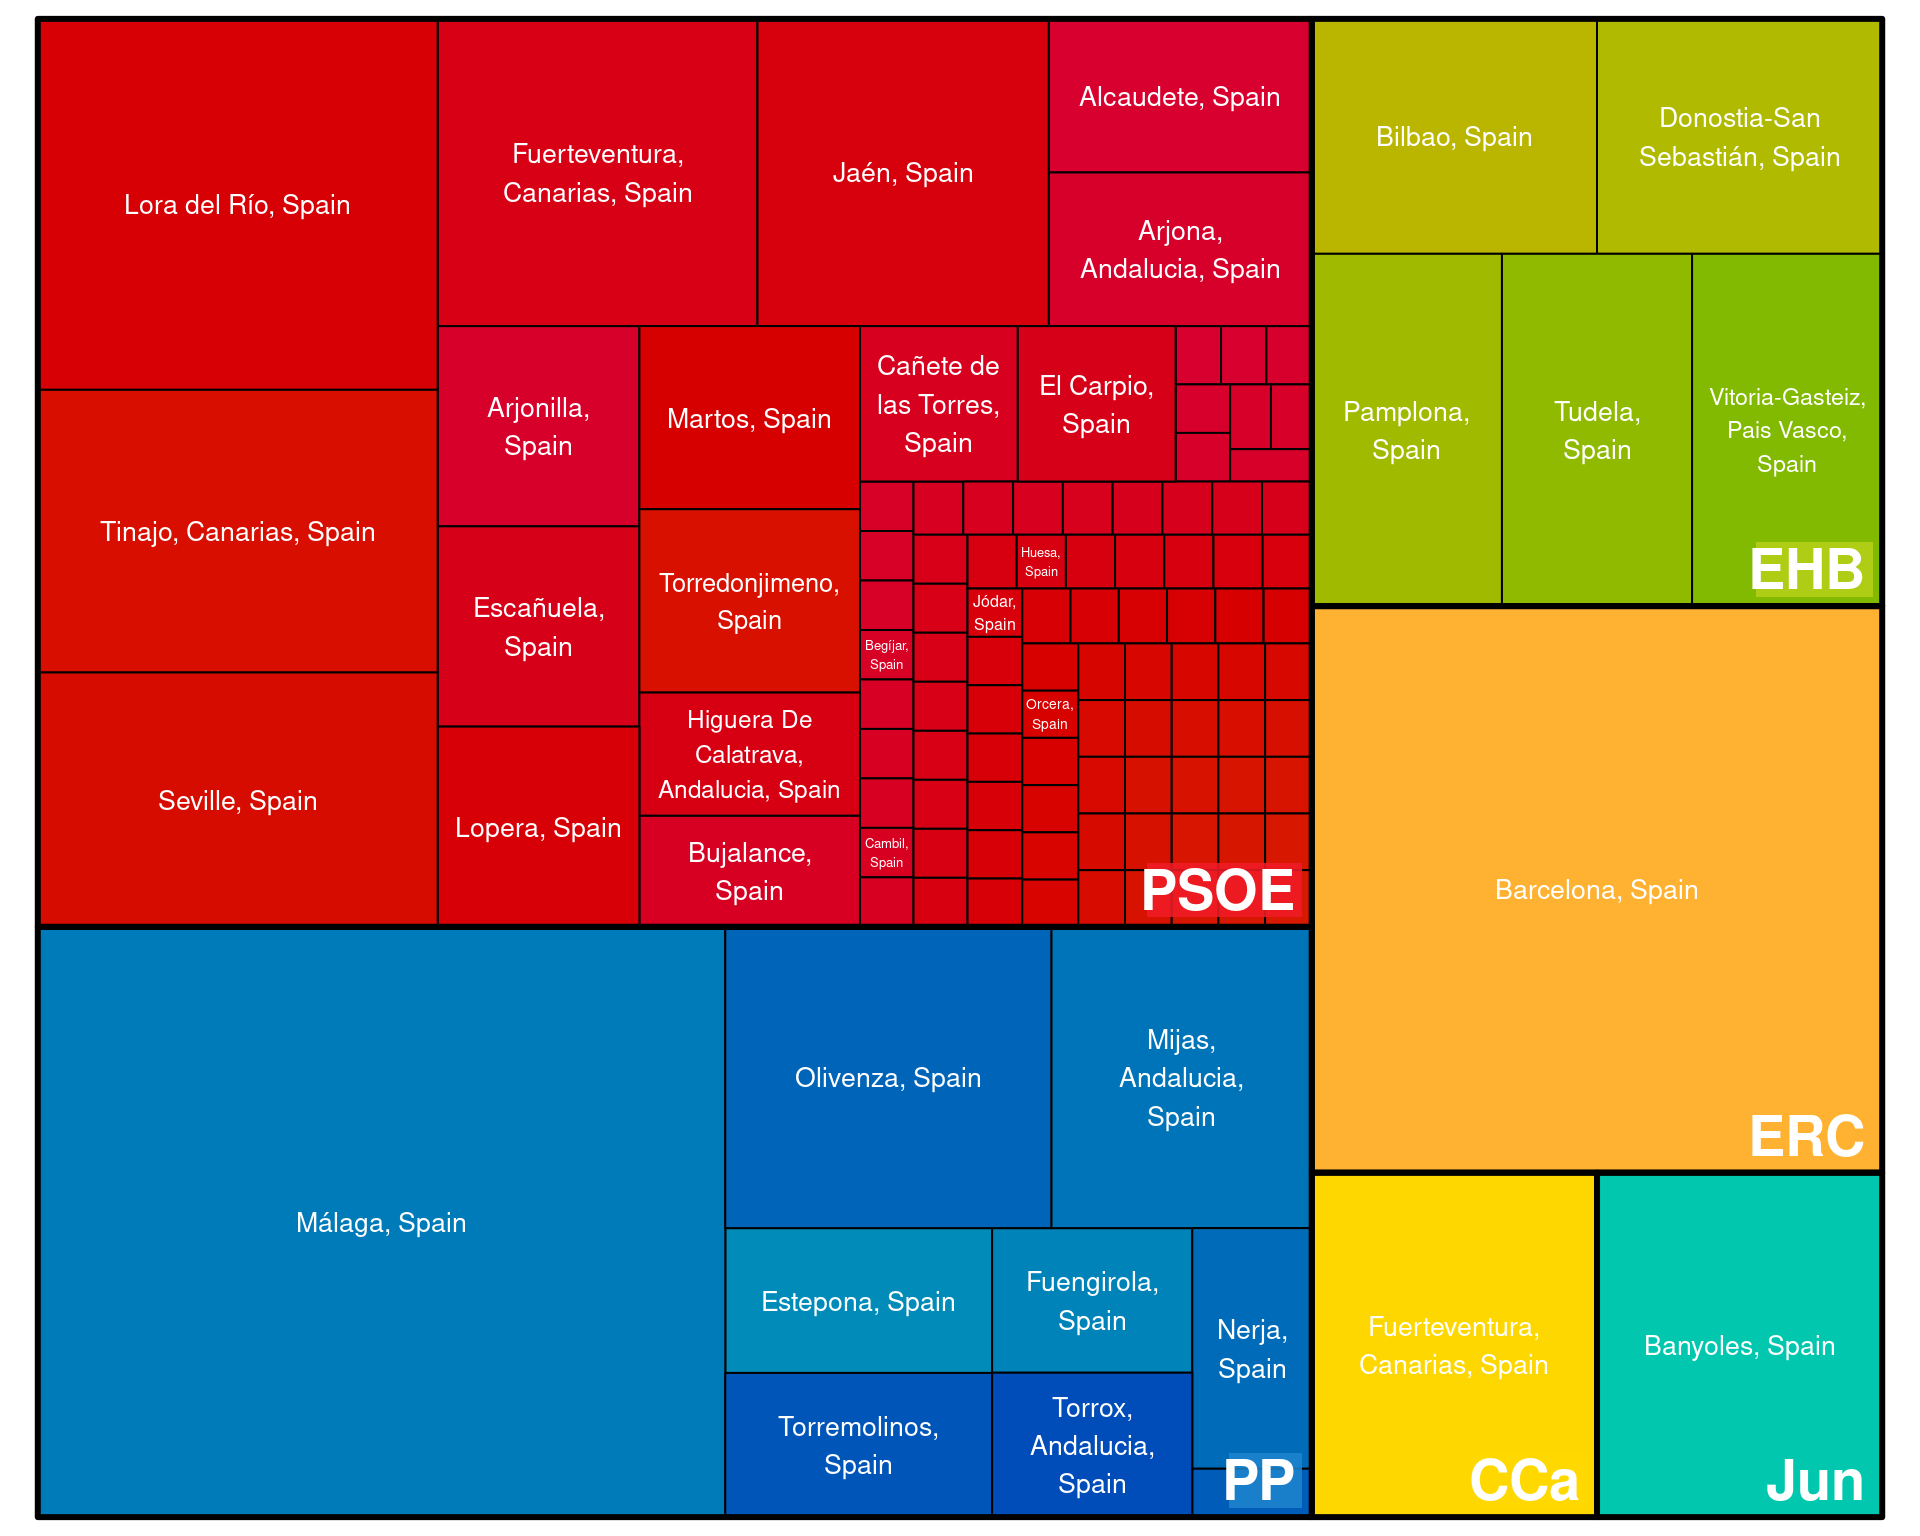 Lora del Río, Spain
Tinajo, Canarias, Spain
Seville, Spain
Fuerteventura,
Canarias, Spain
Jaén, Spain
Alcaudete, Spain
Arjona,
Andalucia, Spain
Arjonilla,
Spain
Escañuela,
Spain
Lopera, Spain
Martos, Spain
Torredonjimeno,
Spain
Higuera De
Calatrava,
Andalucia, Spain
Bujalance,
Spain
Cañete de
las Torres,
Spain
El Carpio,
Spain
Begíjar,
Spain
Cambil,
Spain
Huesa,
Spain
Jódar,
Spain
Orcera,
Spain
PSOE
Málaga, Spain
Olivenza, Spain
Mijas,
Andalucia,
Spain
Estepona, Spain
Torremolinos,
Spain
Fuengirola,
Spain
Torrox,
Andalucia,
Spain
Nerja,
Spain
PP
Bilbao, Spain
Donostia-San
Sebastián, Spain
Pamplona,
Spain
Tudela,
Spain
Vitoria-Gasteiz,
Pais Vasco,
Spain
EHB
Barcelona, Spain
ERC
Fuerteventura,
Canarias, Spain
CCa
Banyoles, Spain
Jun